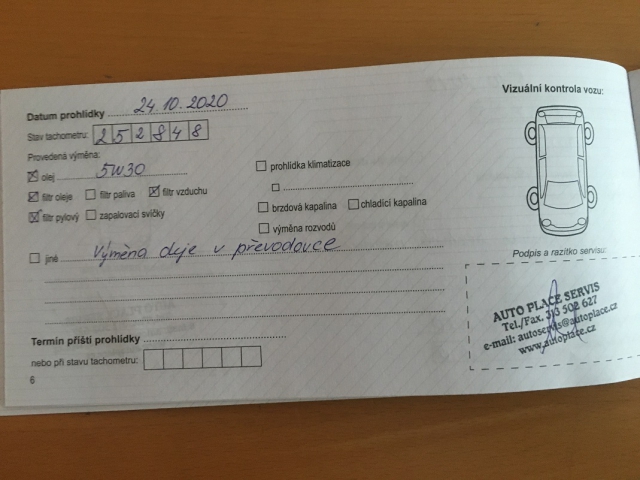 Datum prohlídky 24.10.2020
Stav tachometru: 252848
Provedená výměna:
olej 5W30
filtr oleje filtr paliva filtr vzduchu
filtr pylový zapalovací svíčky
prohlídka klimatizace
brzdová kapalina chladící kapalina
výměna rozvodů
jiné Výměna oleje v převodovce
Termín příští prohlídky
nebo při stavu tachometru:
6
Vizuální kontrola vozu:
Podpis a razítko servisu:
AUTO PLACE SERVIS
Tel./Fax. 313 502 627
e-mail: autoservis@autoplace.cz
www.autoplace.cz